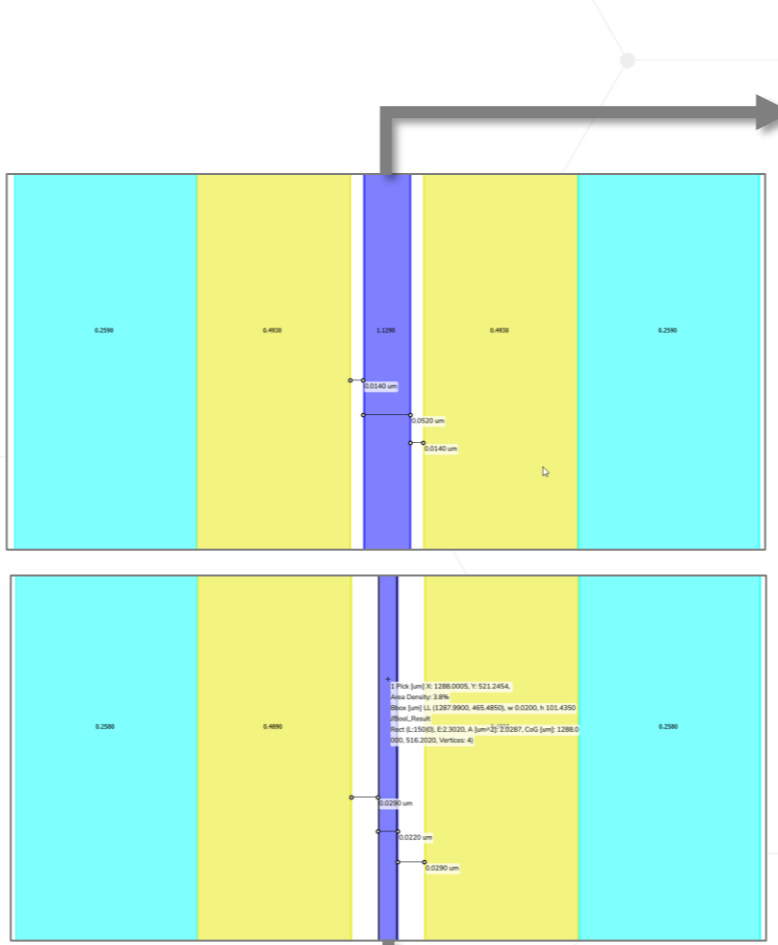 0.2590 0.4930 1.1290 0.4930 0.2590
0.0140 um
0.0520 um
0.0140 um
1 Pick [um] X: 1288.0005, Y: 521.2454,
Area Density: 3.8%
Bbox [um] LL (1287.9900, 465.4850), w 0.0200, h 101.4350
//Bool_Result
Rect (L:150(0), E:2.3020, A [um^2]: 2.0287, CoG [um]: 1288.0
000, 516.2020, Vertices: 4)
0.2580 0.4890 0.2580
0.0290 um
0.0220 um
0.0290 um